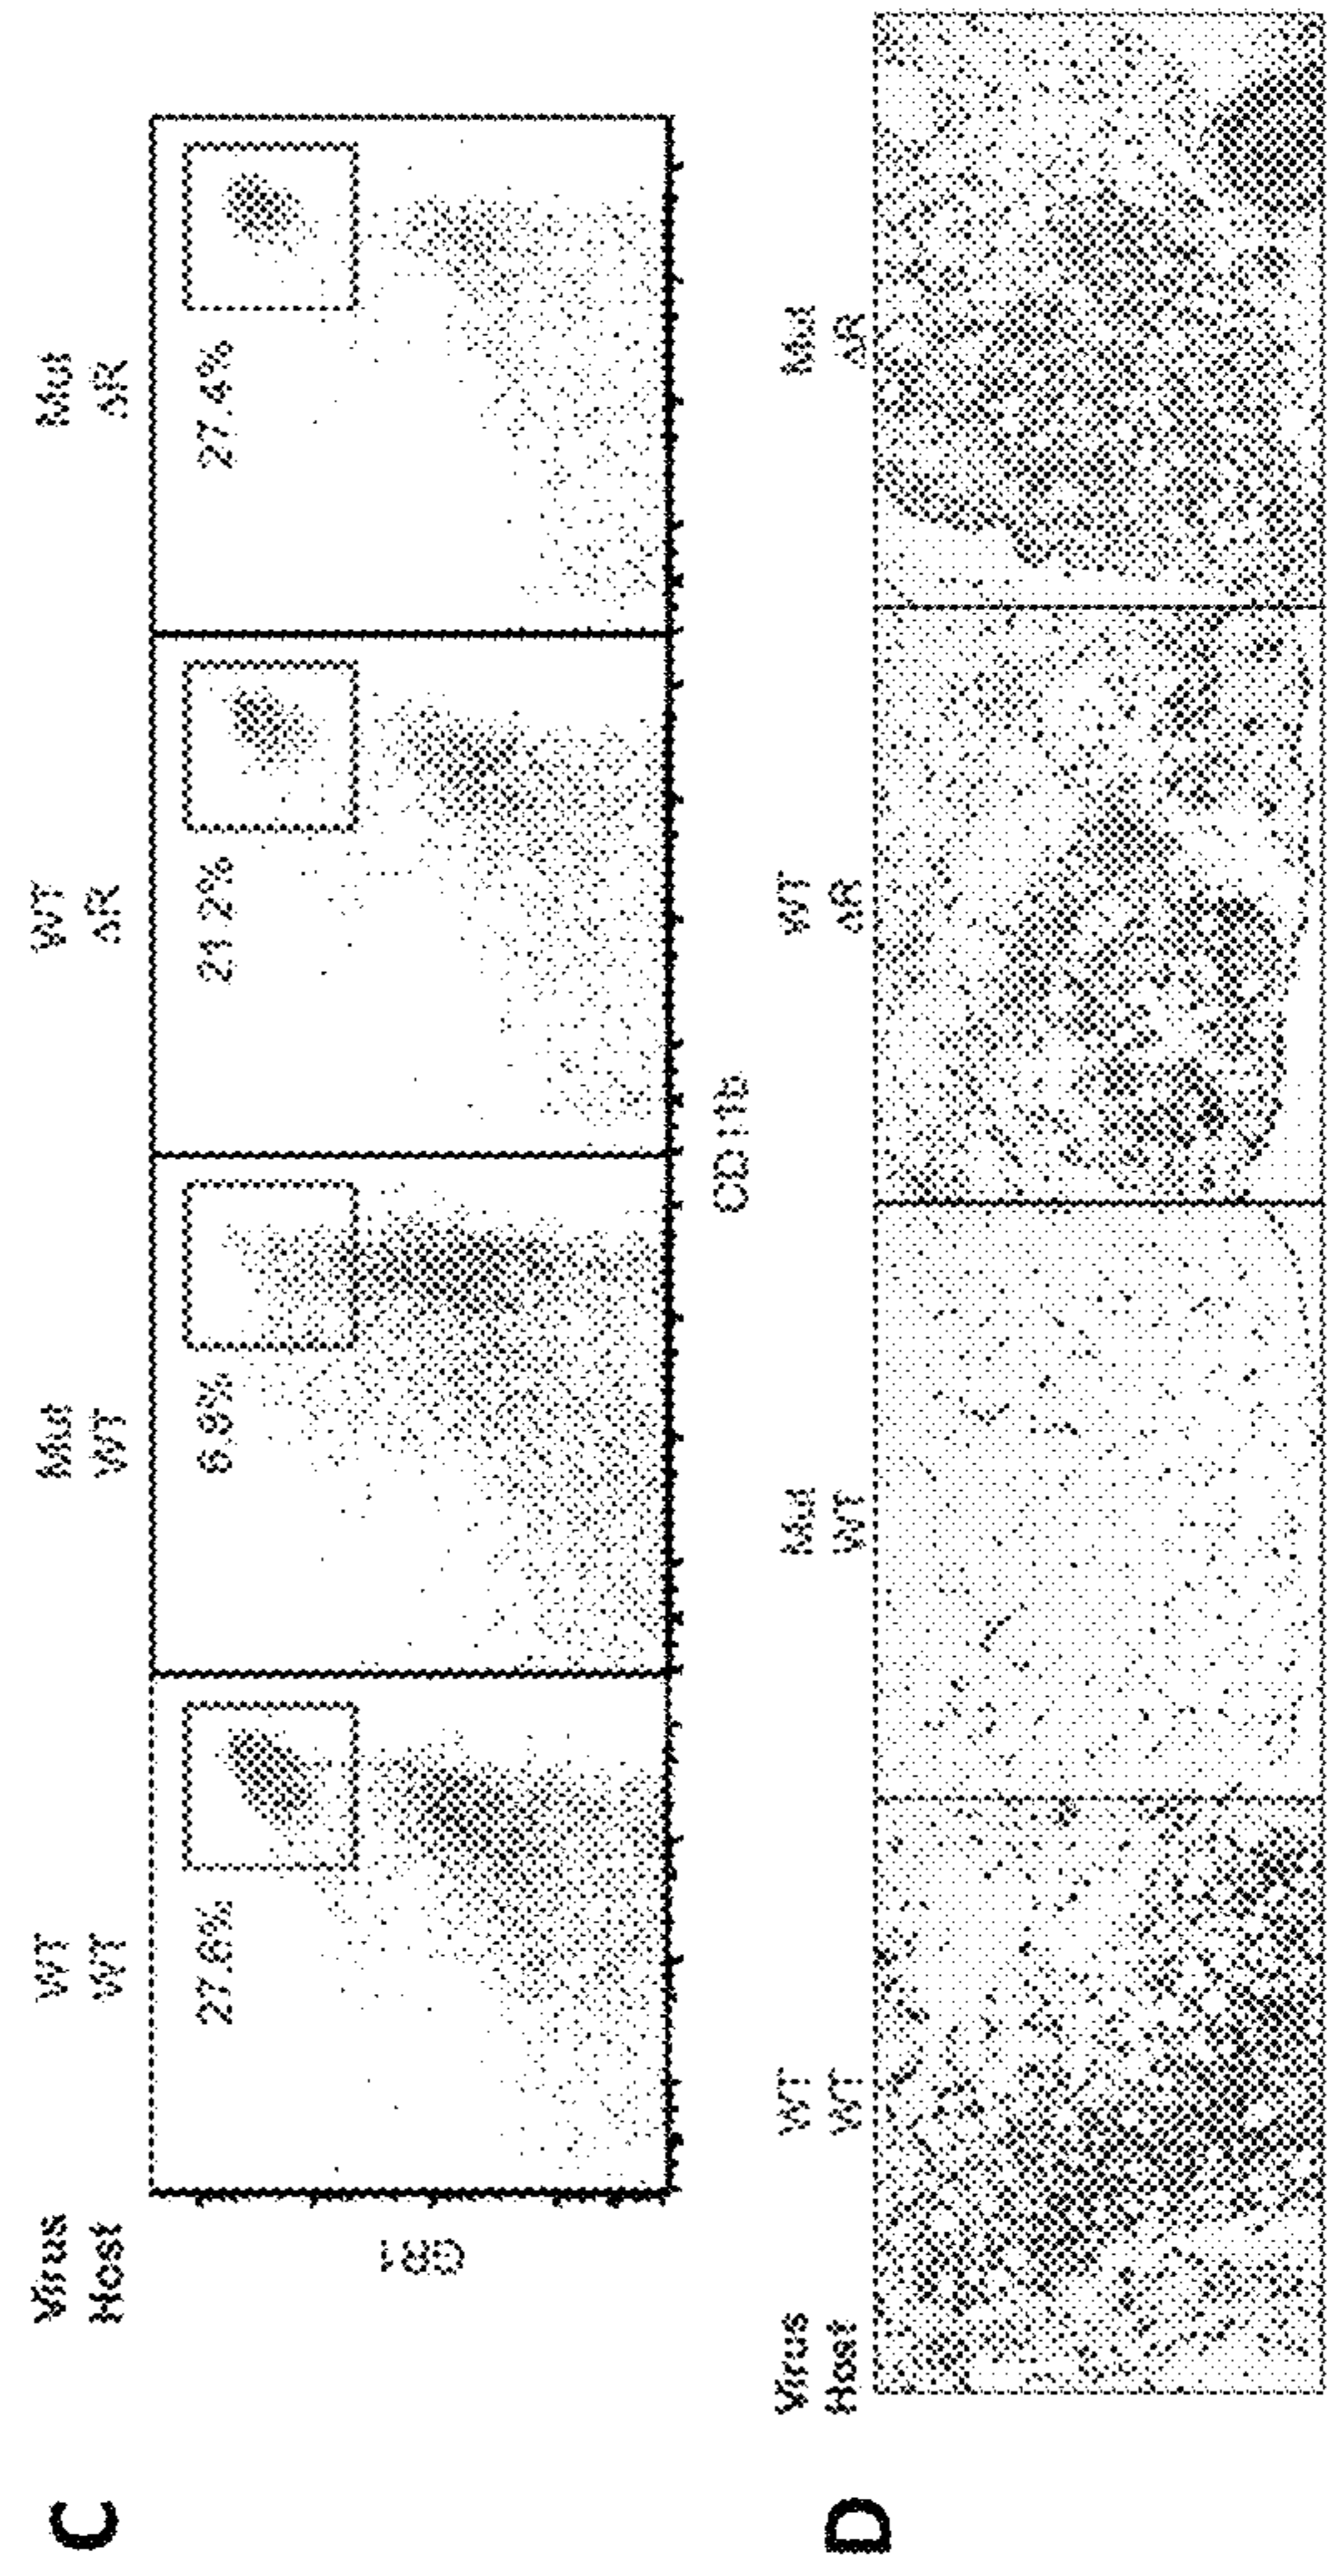 C
Virus WT Mut WT Mut
Host WT WT ΔR ΔR
27.6% 6.9% 21.2% 27.4%
GR1
CD11b
D
Virus WT Mut WT Mut
Host WT WT ΔR ΔR